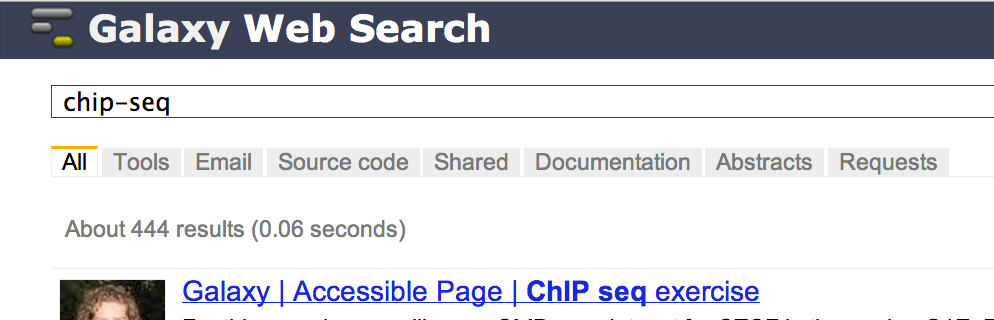 Galaxy Web Search
chip-seq
All Tools Email Source code Shared Documentation Abstracts Requests
About 444 results (0.06 seconds)
Galaxy | Accessible Page | ChIP seq exercise